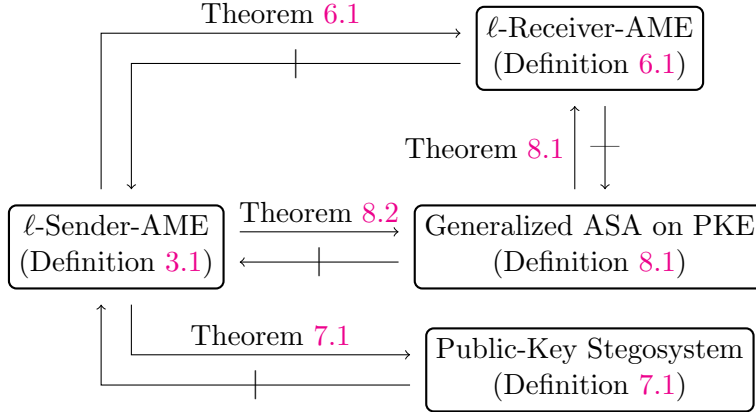 Theorem 6.1
ℓ-Receiver-AME
(Definition 6.1)
Theorem 8.1
ℓ-Sender-AME
(Definition 3.1)
Theorem 8.2
Generalized ASA on PKE
(Definition 8.1)
Theorem 7.1
Public-Key Stegosystem
(Definition 7.1)